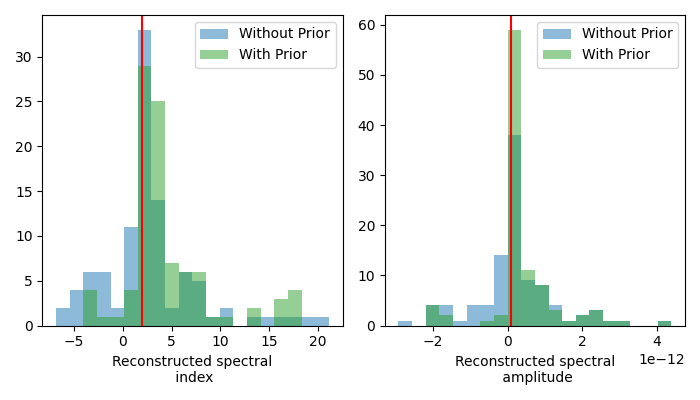 Without Prior
With Prior
30
25
20
15
10
5
0
−5
0
5
10
15
20
Reconstructed spectral
index
Without Prior
With Prior
60
50
40
30
20
10
0
−2
0
2
4
1e−12
Reconstructed spectral
amplitude